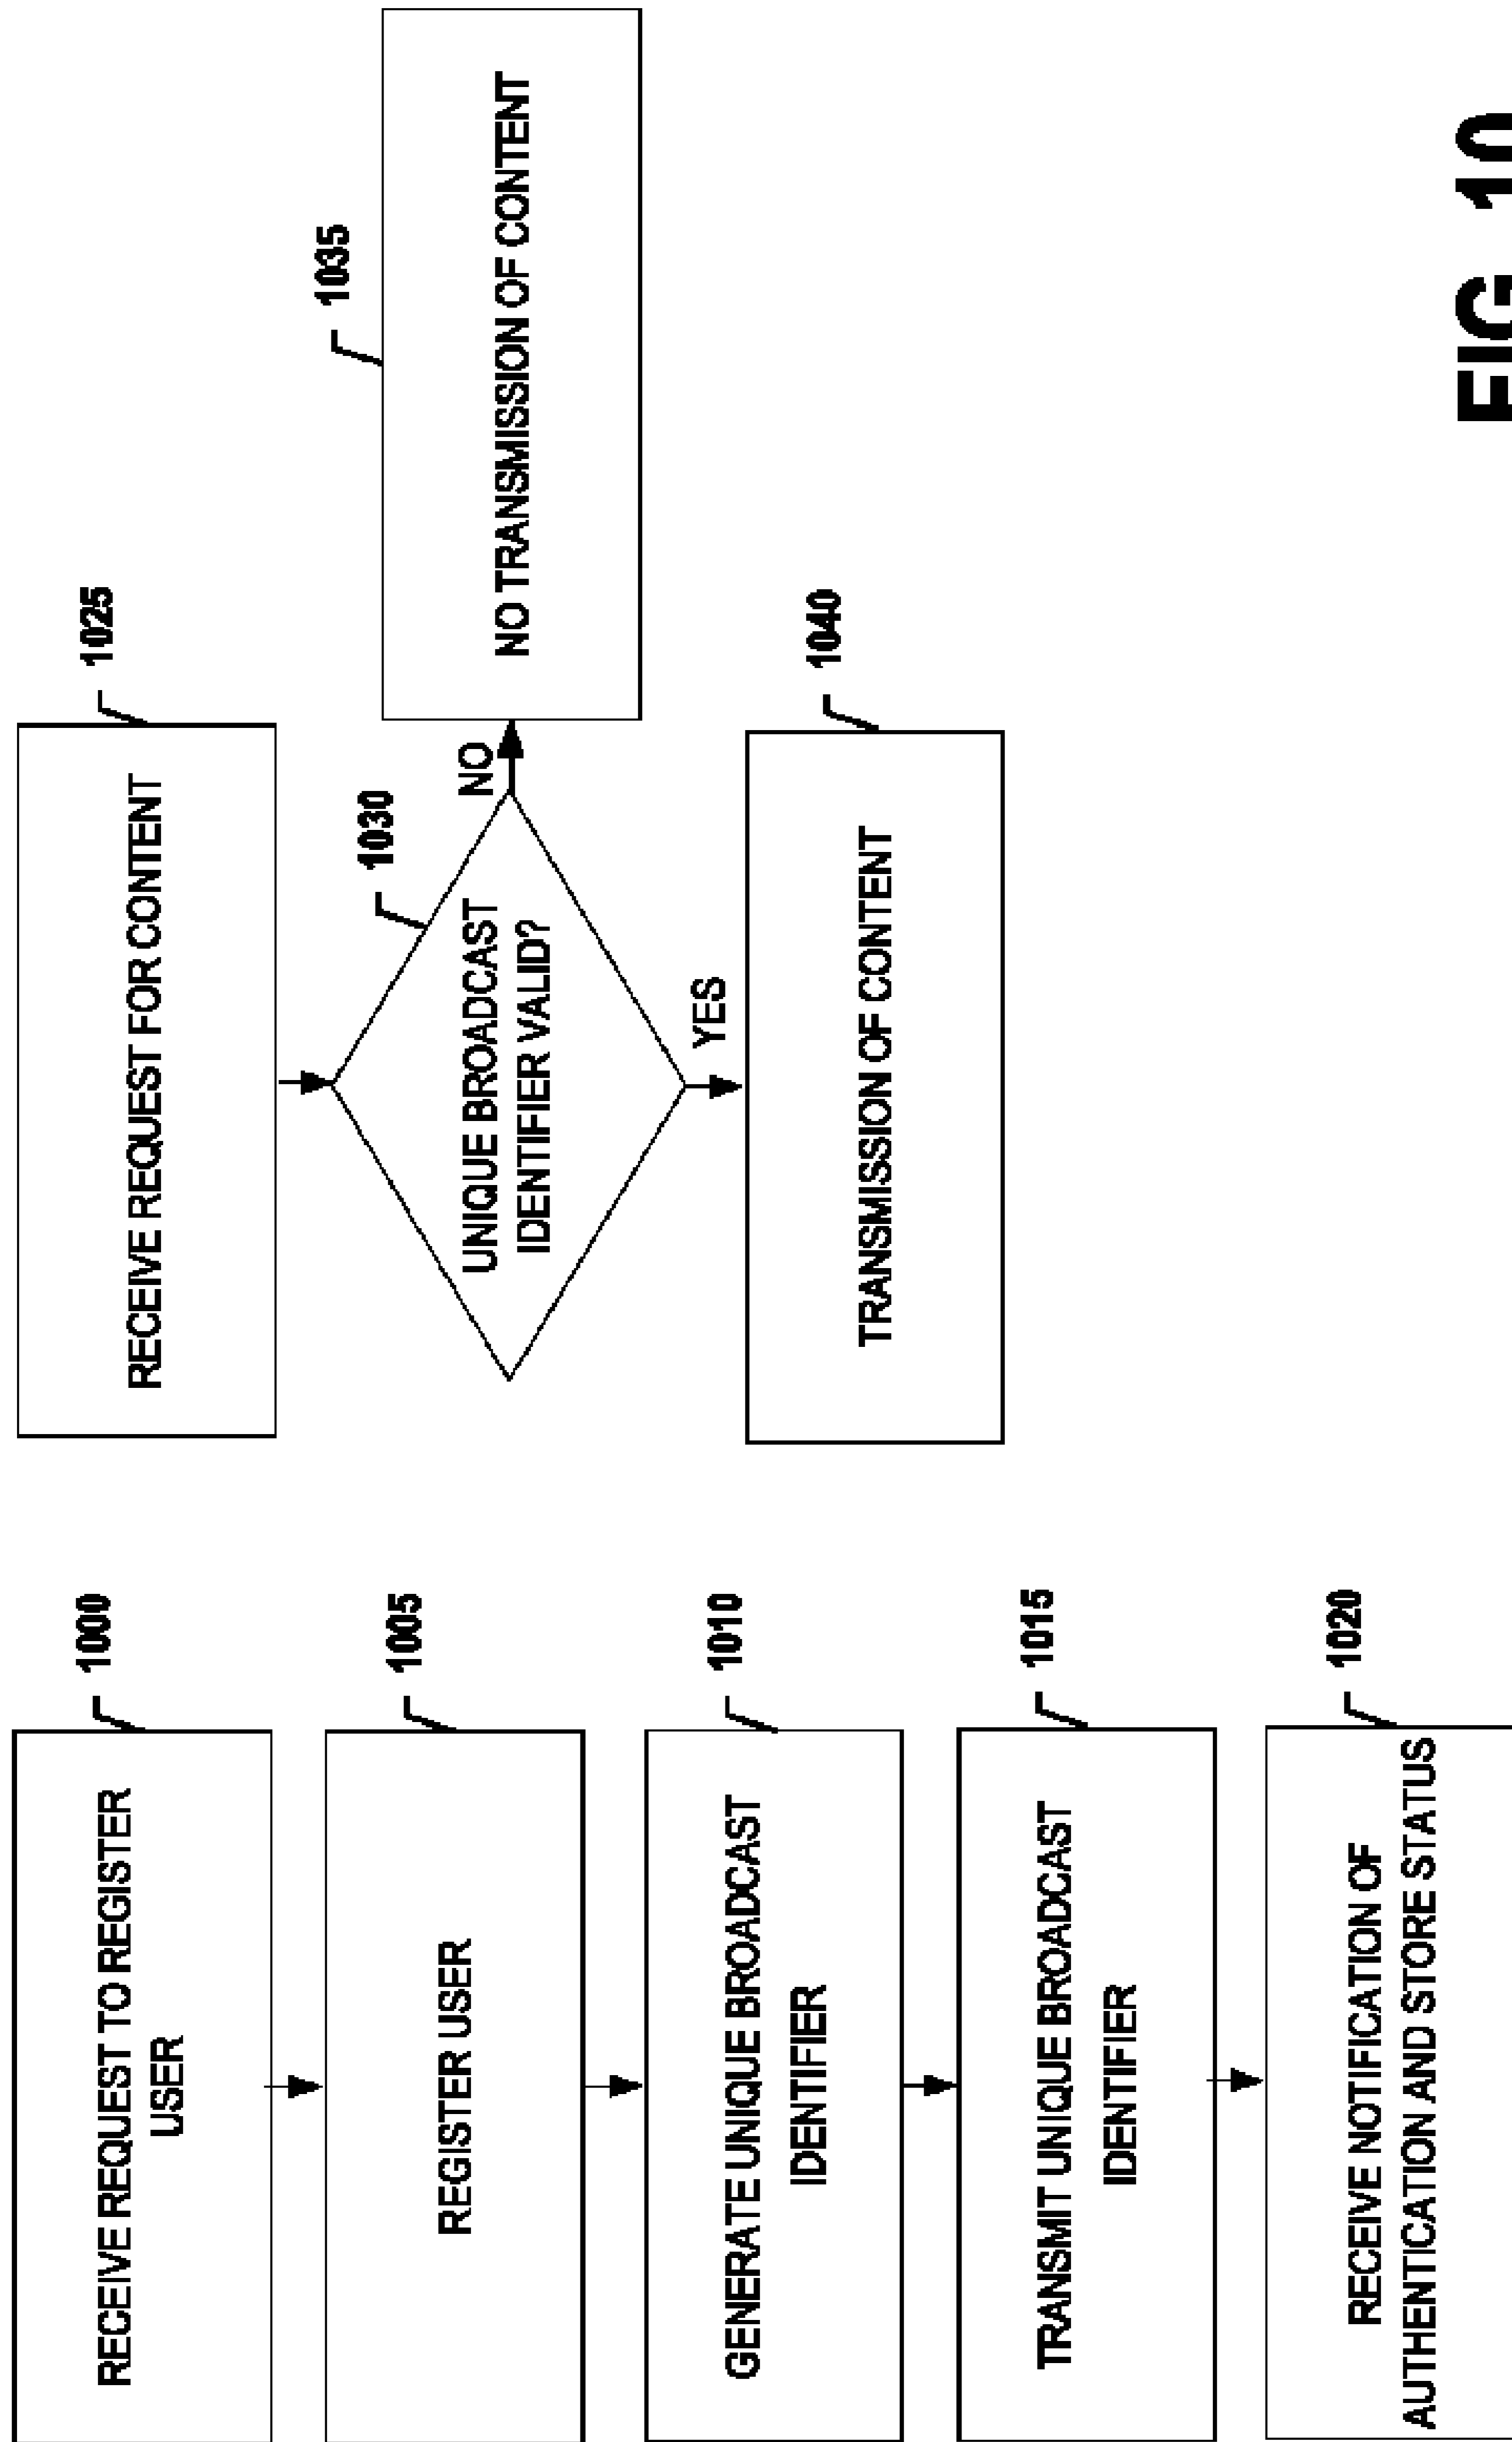 1000
RECEIVE REQUEST TO REGISTER
USER
1005
REGISTER USER
1010
GENERATE UNIQUE BROADCAST
IDENTIFIER
1015
TRANSMIT UNIQUE BROADCAST
IDENTIFIER
1020
RECEIVE NOTIFICATION OF
AUTHENTICATION AND STORE STATUS
1025
RECEIVE REQUEST FOR CONTENT
1030
UNIQUE BROADCAST
IDENTIFIER VALID?
NO
1035
NO TRANSMISSION OF CONTENT
YES
1040
TRANSMISSION OF CONTENT
FIG. 10